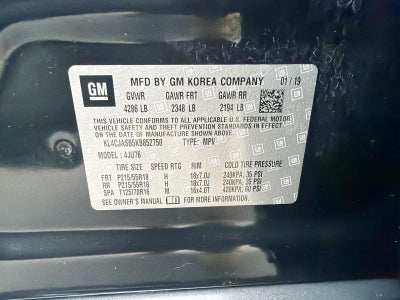 GM
MFD BY GM KOREA COMPANY 01/19
GVWR GAWR FRT GAWR RR
4286 LB 2348 LB 2194 LB
THIS VEHICLE CONFORMS TO ALL APPLICABLE U.S. FEDERAL MOTOR
VEHICLE SAFETY, BUMPER, AND THEFT PREVENTION STANDARDS IN EFFECT
ON THE DATE OF MANUFACTURE SHOWN ABOVE.
KL4CJASB5KB852750 TYPE: MPV
MODEL: 4JU76
TIRE SIZE SPEED RTG RIM COLD TIRE PRESSURE
FRT P215/55R18 H 18x7.0J 240KPA, 35 PSI
RR P215/55R18 H 18x7.0J 240KPA, 35 PSI
SPA T125/70R16 M 16x4.0T 420KPA, 60 PSI
SEE OWNER'S MANUAL FOR MORE INFORMATION